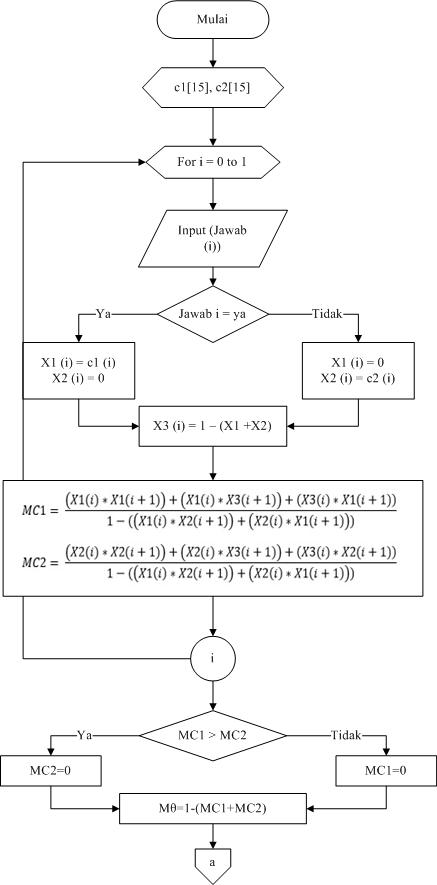 Mulai
c1[15], c2[15]
For i = 0 to 1
Input (Jawab
(i))
Jawab i = ya
Ya
Tidak
X1 (i) = c1 (i)
X2 (i) = 0
X1 (i) = 0
X2 (i) = c2 (i)
X3 (i) = 1 – (X1 +X2)
MC1 = ((X1(i) ∗ X1(i + 1)) + (X1(i) ∗ X3(i + 1)) + (X3(i) ∗ X1(i + 1))) / (1 − ((X1(i) ∗ X2(i + 1)) + (X2(i) ∗ X1(i + 1))))
MC2 = ((X2(i) ∗ X2(i + 1)) + (X2(i) ∗ X3(i + 1)) + (X3(i) ∗ X2(i + 1))) / (1 − ((X1(i) ∗ X2(i + 1)) + (X2(i) ∗ X1(i + 1))))
i
MC1 > MC2
Ya
Tidak
MC2=0
MC1=0
Mθ=1-(MC1+MC2)
a